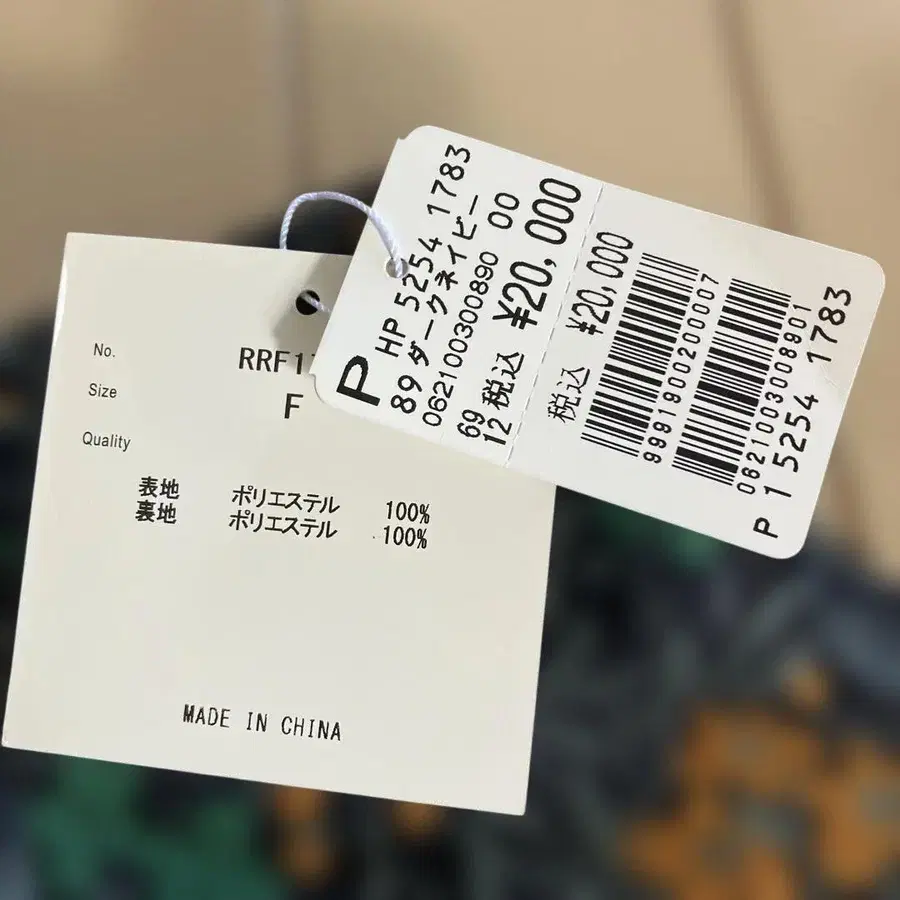 No.
RRF17
Size
F
Quality
表地 ポリエステル 100%
裏地 ポリエステル 100%
MADE IN CHINA
P
HP 5254 1783
89 ダークネイビー
062100300890 00
69
12 税込 ¥20,000
税込 ¥20,000
9991900200007
0621003008901
P 1 5254 1783